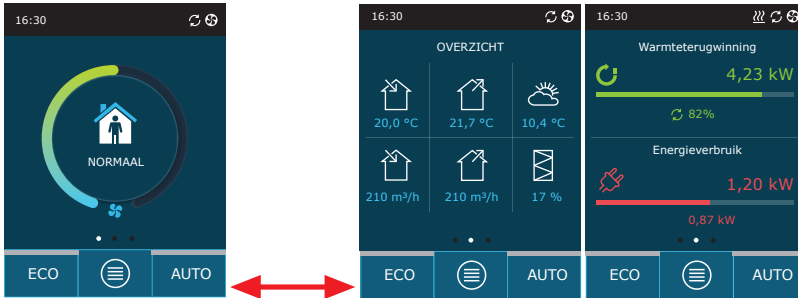 16:30
NORMAAL
ECO
AUTO
16:30
OVERZICHT
20,0 °C
21,7 °C
10,4 °C
210 m³/h
210 m³/h
17 %
ECO
AUTO
16:30
Warmteterugwinning
4,23 kW
82%
Energieverbruik
1,20 kW
0,87 kW
ECO
AUTO